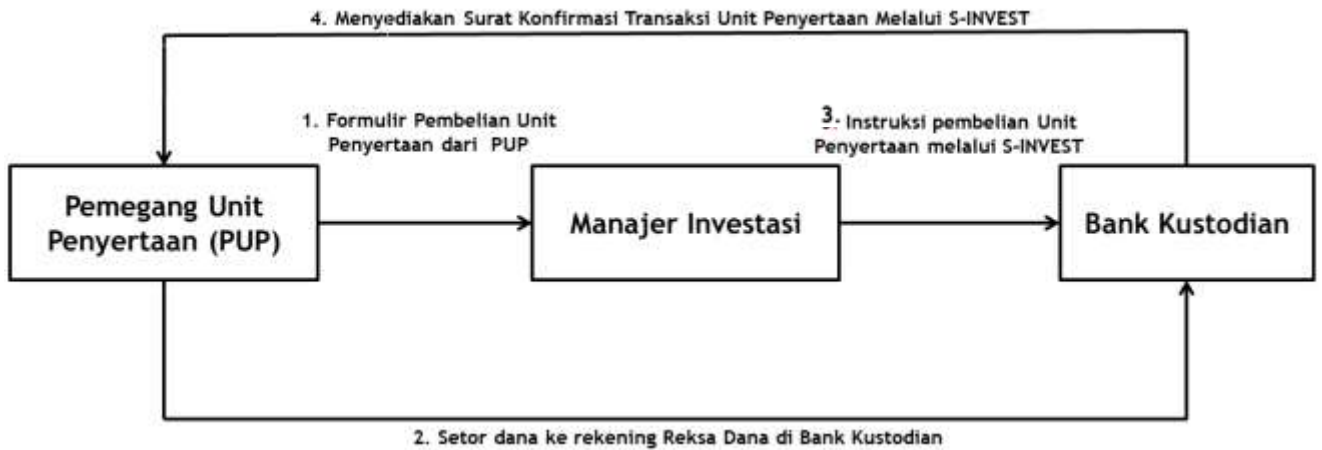 4. Menyediakan Surat Konfirmasi Transaksi Unit Penyertaan Melalui S-INVEST
1. Formulir Pembelian Unit
Penyertaan dari PUP
3. Instruksi pembelian Unit
Penyertaan melalui S-INVEST
Pemegang Unit
Penyertaan (PUP)
Manajer Investasi
Bank Kustodian
2. Setor dana ke rekening Reksa Dana di Bank Kustodian